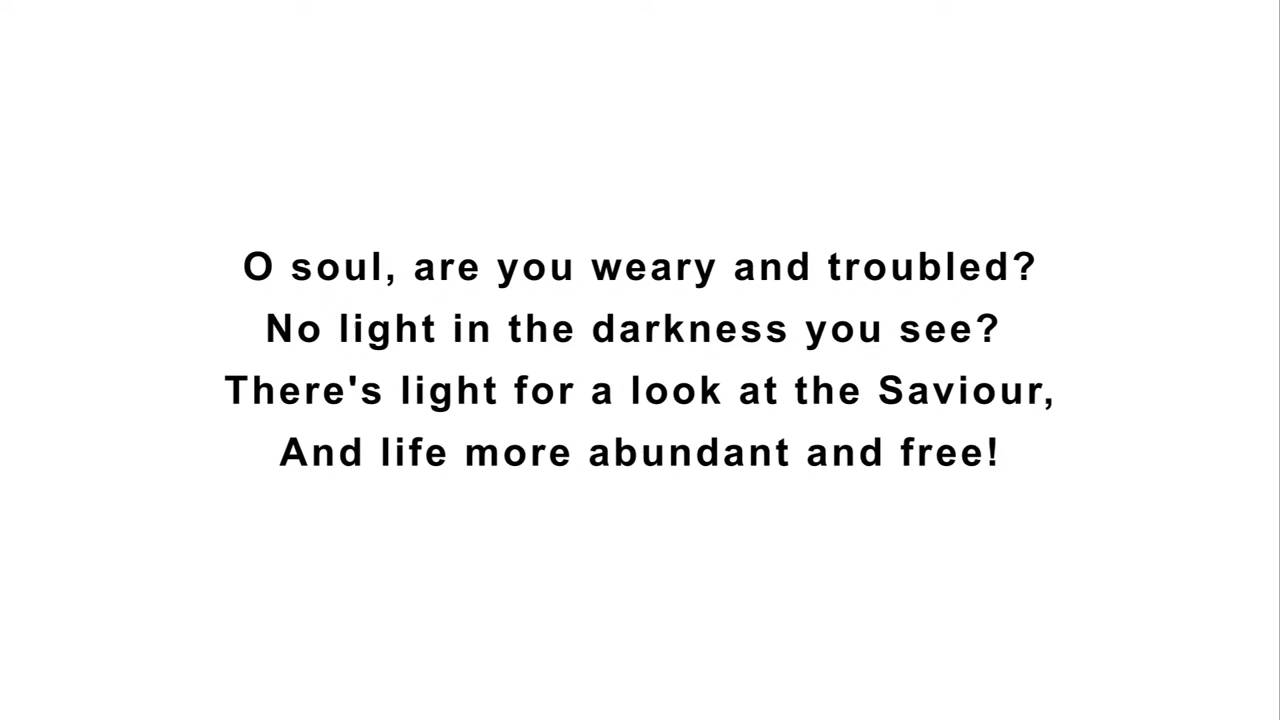 O soul, are you weary and troubled?
No light in the darkness you see?
There's light for a look at the Saviour,
And life more abundant and free!